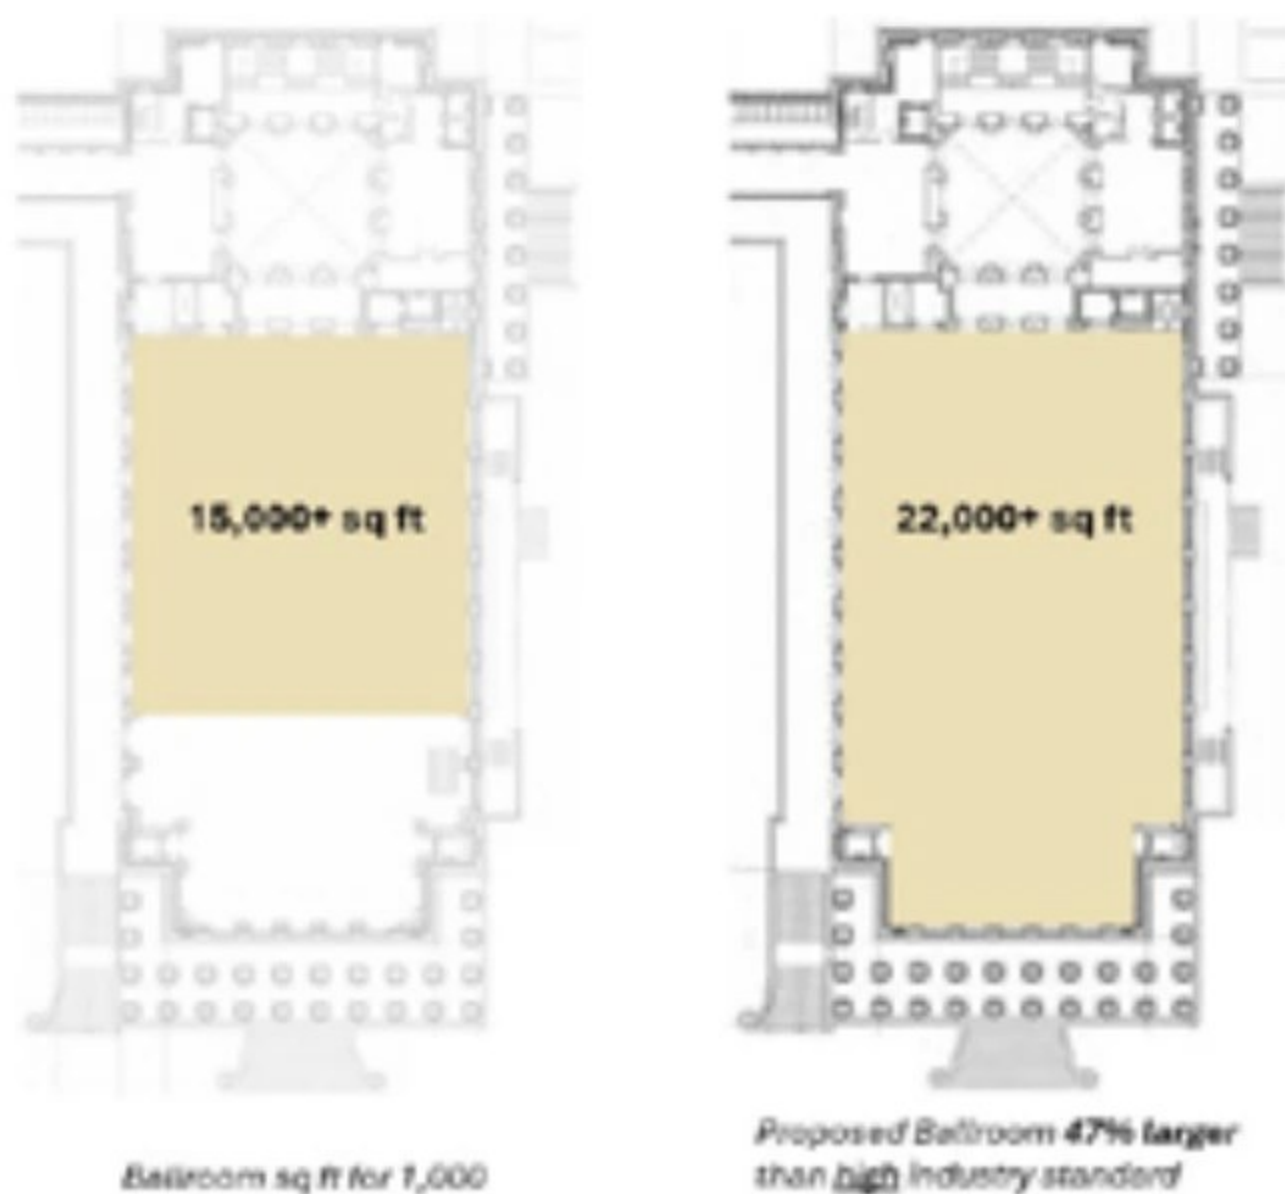 15,000+ sq ft
22,000+ sq ft
Ballroom sq ft for 1,000
Proposed Ballroom 47% larger
than high industry standard